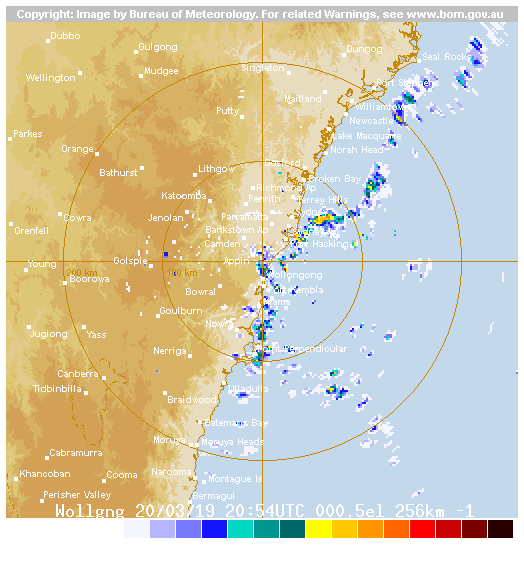 Copyright: Image by Bureau of Meteorology. For related Warnings, see www.bom.gov.au
Dubbo
Gulgong
Dungog
Seal Rocks
Wellington
Mudgee
Singleton
Port Stephens
Maitland
Williamtown
Putty
Newcastle
Parkes
Lake Macquarie
Orange
Norah Head
Bathurst
Lithgow
Gosford
Broken Bay
Richmond Ap
Katoomba
Penrith
Terrey Hills
Cowra
Jenolan
Parramatta
Grenfell
Bankstown Ap
Camden
Port Hacking
Young
Golspie
Appin
200 km
100 km
Wollongong
Boorowa
Bowral
Port Kembla
Kiama
Goulburn
Jugiong
Yass
Nowra
Nerriga
Pt Perpendicular
Canberra
Tidbinbilla
Ulladulla
Braidwood
Batemans Bay
Moruya
Moruya Heads
Cabramurra
Khancoban
Cooma
Narooma
Montague Is
Perisher Valley
Bermagui
Wollgng 20/03/19 20:54UTC 000.5el 256km -1